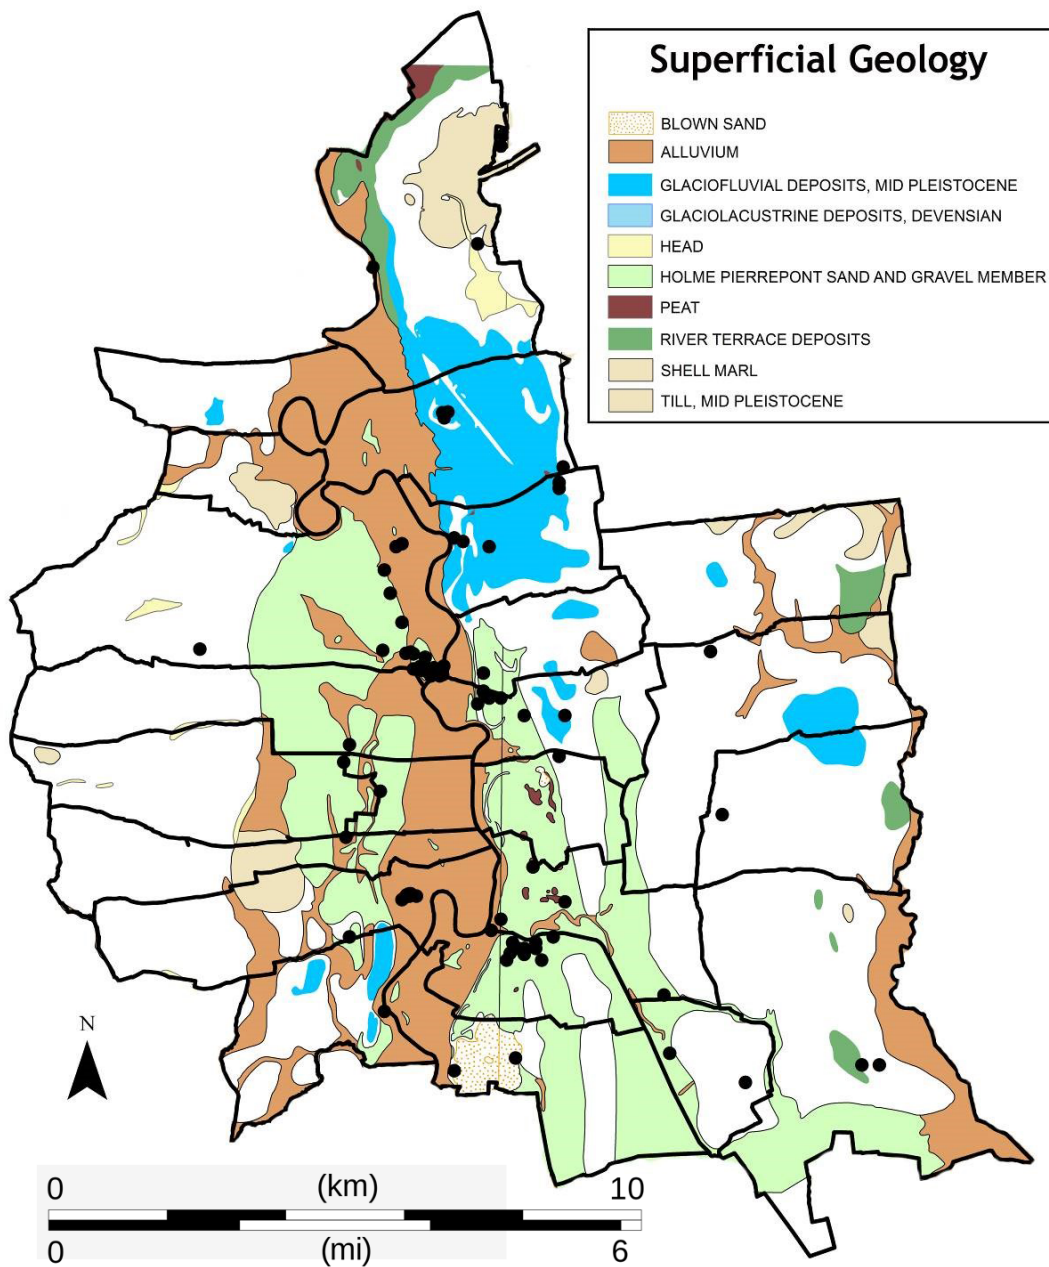 Superficial Geology
BLOWN SAND
ALLUVIUM
GLACIOFLUVIAL DEPOSITS, MID PLEISTOCENE
GLACIOLACUSTRINE DEPOSITS, DEVENSIAN
HEAD
HOLME PIERREPONT SAND AND GRAVEL MEMBER
PEAT
RIVER TERRACE DEPOSITS
SHELL MARL
TILL, MID PLEISTOCENE
N
0 (km) 10
0 (mi) 6